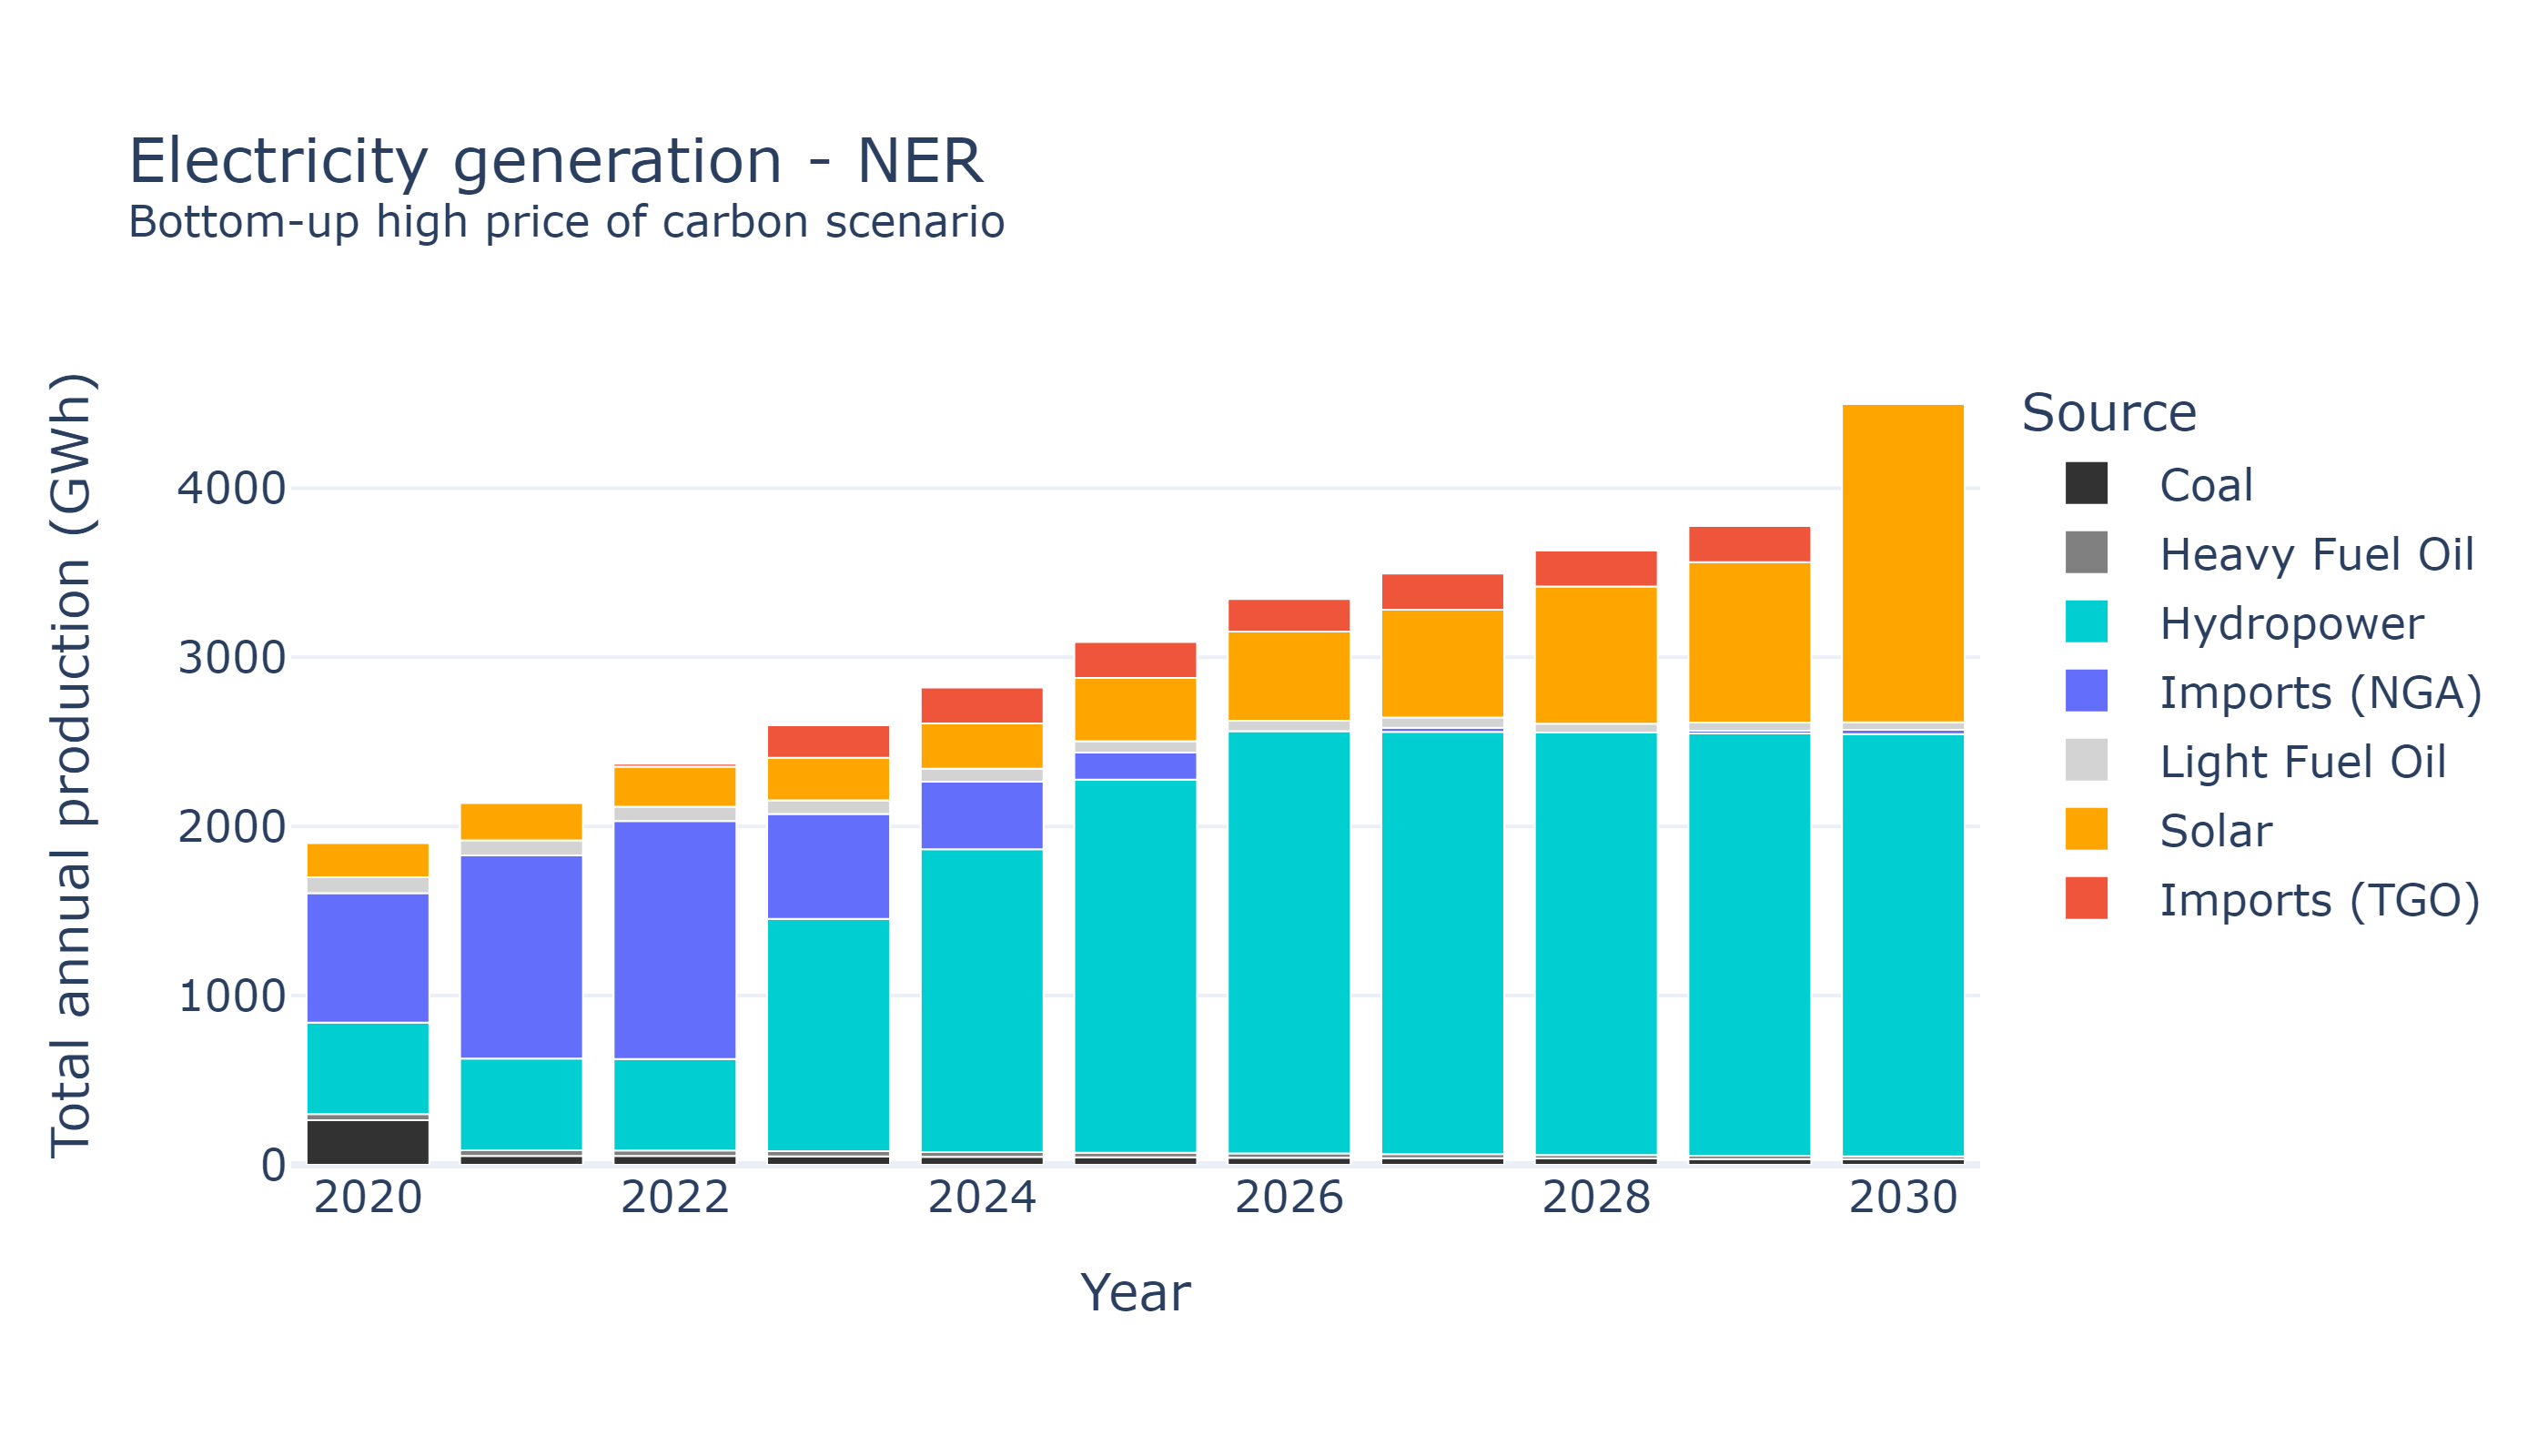 Electricity generation - NER
Bottom-up high price of carbon scenario
Total annual production (GWh)
4000
3000
2000
1000
0
2020
2022
2024
2026
2028
2030
Year
Source
Coal
Heavy Fuel Oil
Hydropower
Imports (NGA)
Light Fuel Oil
Solar
Imports (TGO)